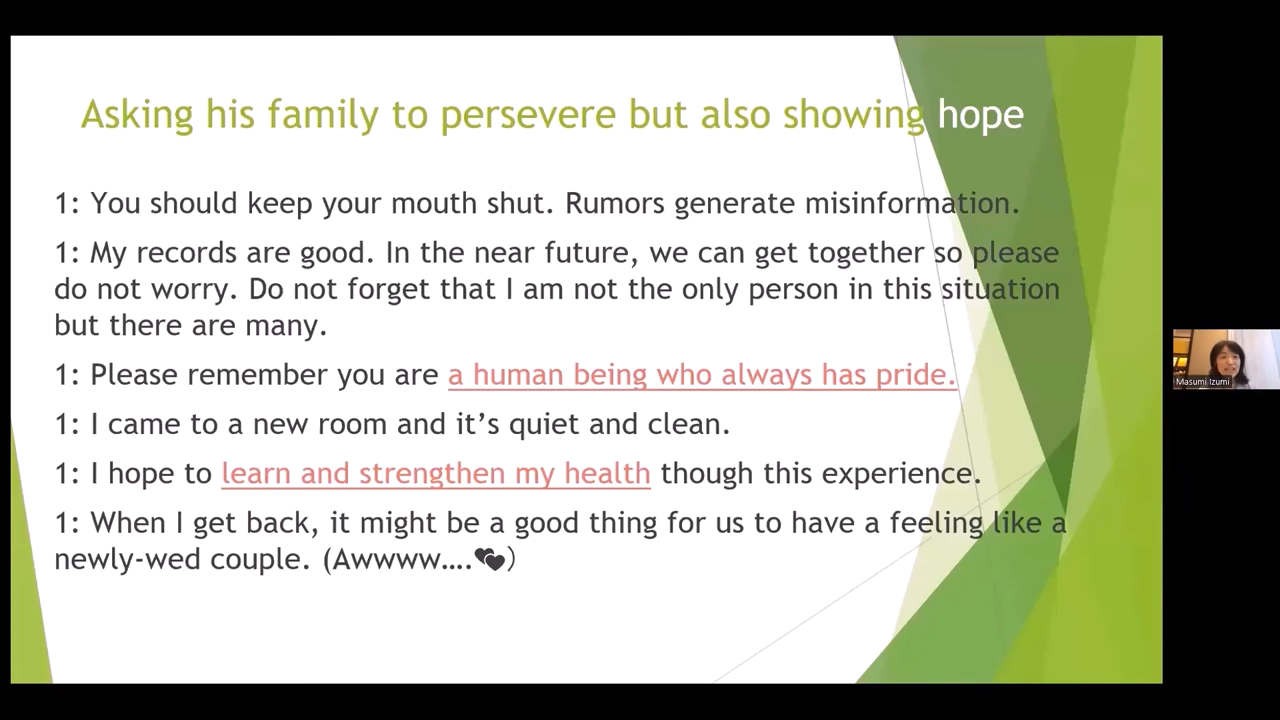 Asking his family to persevere but also showing hope
1: You should keep your mouth shut. Rumors generate misinformation.
1: My records are good. In the near future, we can get together so please
do not worry. Do not forget that I am not the only person in this situation
but there are many.
1: Please remember you are a human being who always has pride.
1: I came to a new room and it's quiet and clean.
1: I hope to learn and strengthen my health though this experience.
1: When I get back, it might be a good thing for us to have a feeling like a
newly-wed couple. (Awwww….💕)
Masumi Izumi